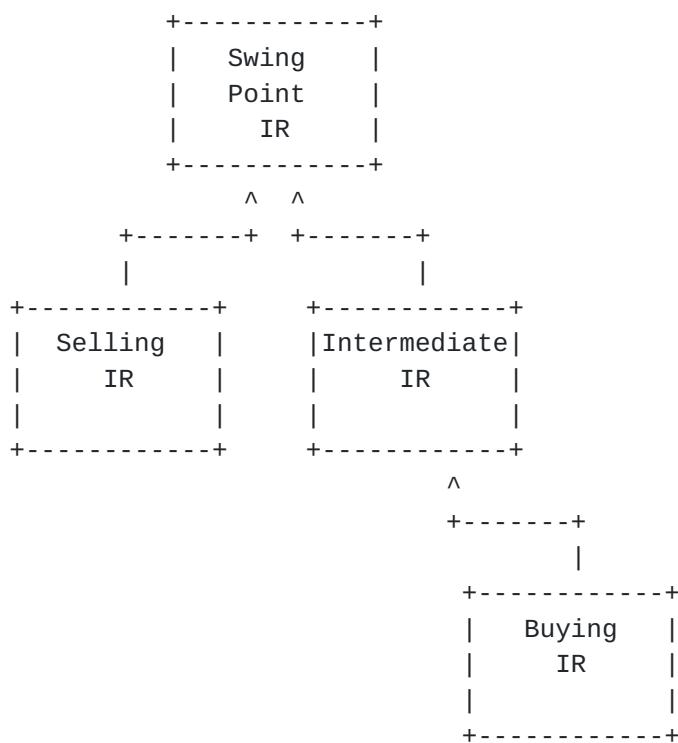 Swing
Point
IR
Selling
IR
Intermediate
IR
Buying
IR